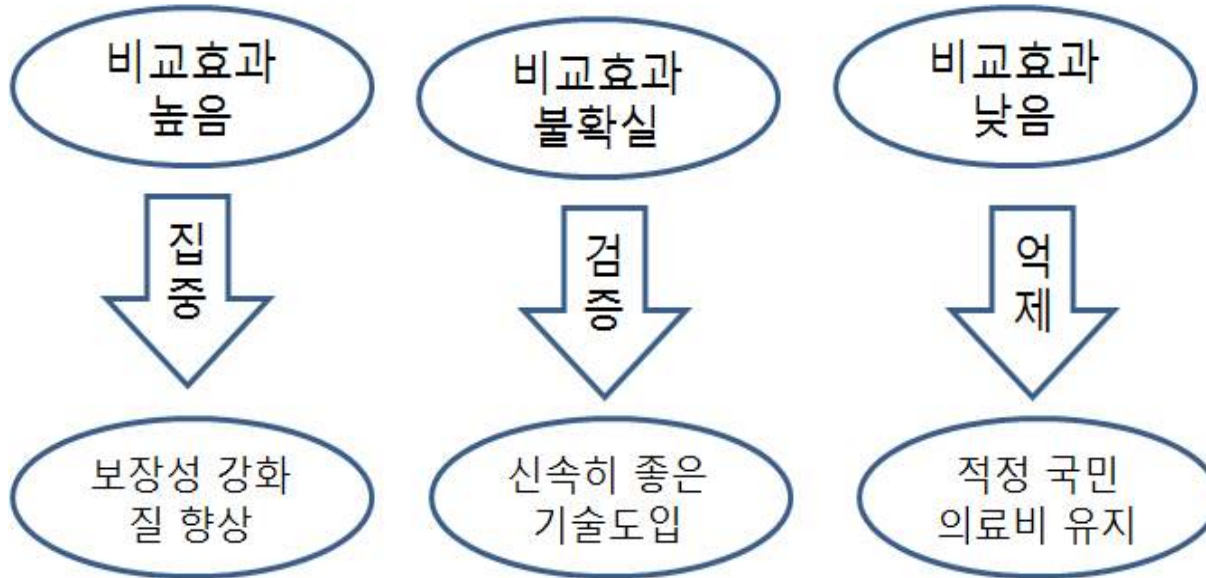 비교효과
높음
비교효과
불확실
비교효과
낮음
집
중
검
증
억
제
보장성 강화
질 향상
신속히 좋은
기술도입
적정 국민
의료비 유지